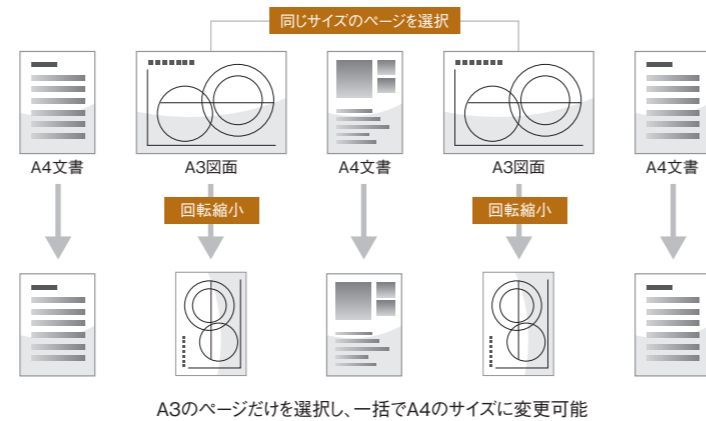 同じサイズのページを選択
A4文書
A3図面
A4文書
A3図面
A4文書
回転縮小
回転縮小
A3のページだけを選択し、一括でA4のサイズに変更可能